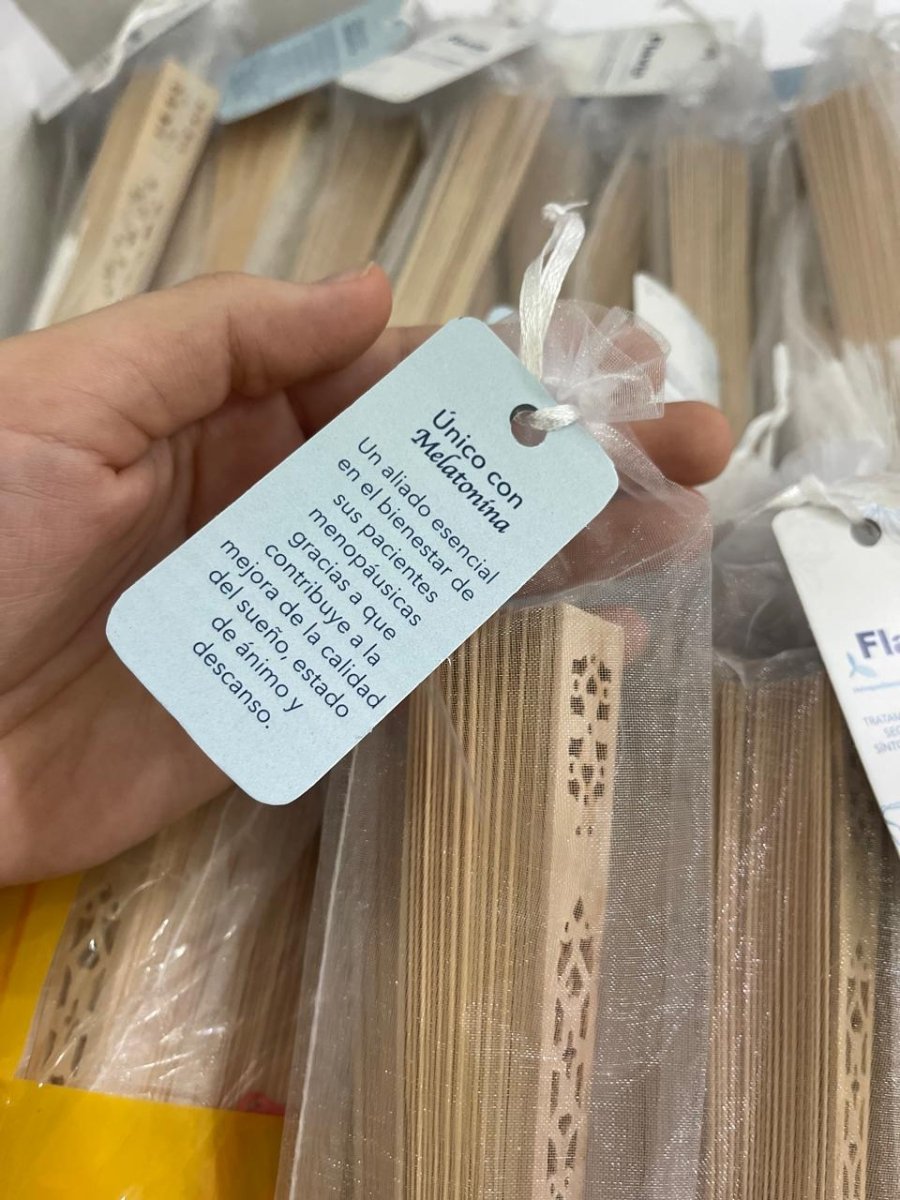 Único con
Melatonina
Un aliado esencial
en el bienestar de
sus pacientes
menopáusicas
gracias a que
contribuye a la
mejora de la calidad
del sueño, estado
de ánimo y
descanso.